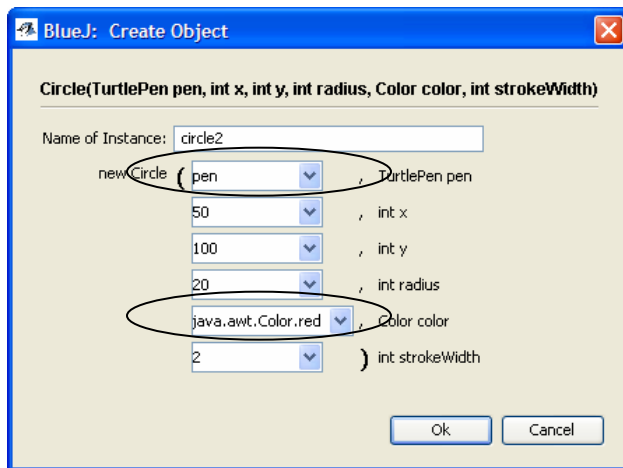 BlueJ: Create Object
Circle(TurtlePen pen, int x, int y, int radius, Color color, int strokeWidth)
Name of Instance: circle2
new Circle ( pen , TurtlePen pen
50 , int x
100 , int y
20 , int radius
java.awt.Color.red , Color color
2 ) int strokeWidth
Ok Cancel